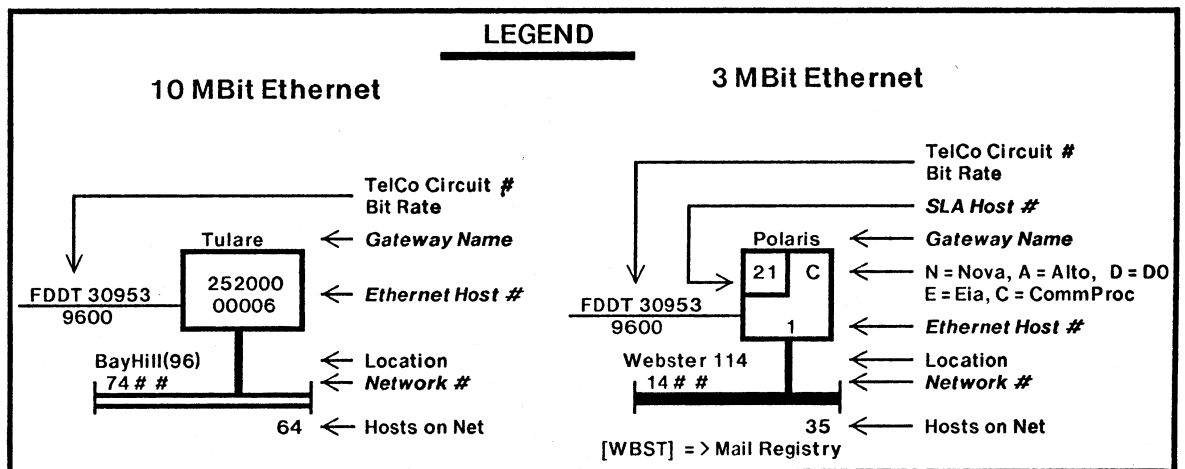 LEGEND
10 MBit Ethernet
TelCo Circuit #
Bit Rate
Tulare
Gateway Name
252000
00006
Ethernet Host #
FDDT 30953
9600
BayHill(96)
Location
74# #
Network #
64
Hosts on Net
3 MBit Ethernet
TelCo Circuit #
Bit Rate
SLA Host #
Polaris
Gateway Name
21 C
N = Nova, A = Alto, D = D0
E = Eia, C = CommProc
FDDT 30953
9600
1
Ethernet Host #
Webster 114
Location
14# #
Network #
35
Hosts on Net
[WBST] = > Mail Registry